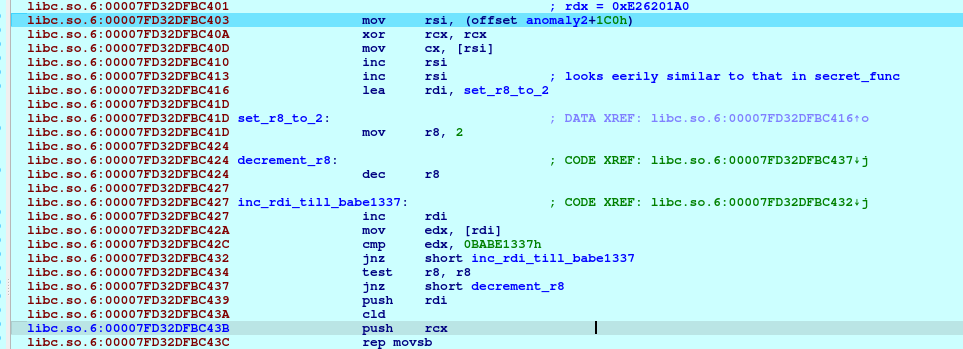 libc.so.6:00007FD32DFBC401 ; rdx = 0xE26201A0
libc.so.6:00007FD32DFBC403 mov rsi, (offset anomaly2+1C0h)
libc.so.6:00007FD32DFBC40A xor rcx, rcx
libc.so.6:00007FD32DFBC40D mov cx, [rsi]
libc.so.6:00007FD32DFBC410 inc rsi
libc.so.6:00007FD32DFBC413 inc rsi ; looks eerily similar to that in secret_func
libc.so.6:00007FD32DFBC416 lea rdi, set_r8_to_2
libc.so.6:00007FD32DFBC41D
libc.so.6:00007FD32DFBC41D set_r8_to_2: ; DATA XREF: libc.so.6:00007FD32DFBC416↑o
libc.so.6:00007FD32DFBC41D mov r8, 2
libc.so.6:00007FD32DFBC424
libc.so.6:00007FD32DFBC424 decrement_r8: ; CODE XREF: libc.so.6:00007FD32DFBC437↓j
libc.so.6:00007FD32DFBC424 dec r8
libc.so.6:00007FD32DFBC427
libc.so.6:00007FD32DFBC427 inc_rdi_till_babe1337: ; CODE XREF: libc.so.6:00007FD32DFBC432↓j
libc.so.6:00007FD32DFBC427 inc rdi
libc.so.6:00007FD32DFBC42A mov edx, [rdi]
libc.so.6:00007FD32DFBC42C cmp edx, 0BABE1337h
libc.so.6:00007FD32DFBC432 jnz short inc_rdi_till_babe1337
libc.so.6:00007FD32DFBC434 test r8, r8
libc.so.6:00007FD32DFBC437 jnz short decrement_r8
libc.so.6:00007FD32DFBC439 push rdi
libc.so.6:00007FD32DFBC43A cld
libc.so.6:00007FD32DFBC43B push rcx
libc.so.6:00007FD32DFBC43C rep movsb